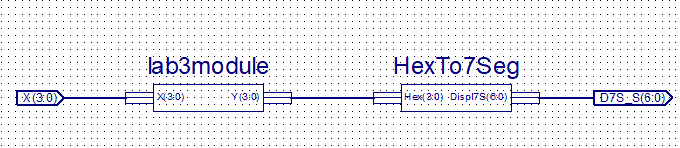 lab3module
HexTo7Seg
X(3:0)
X(3:0)
Y(3:0)
Hex(3:0)
Displ7S(6:0)
D7S_S(6:0)